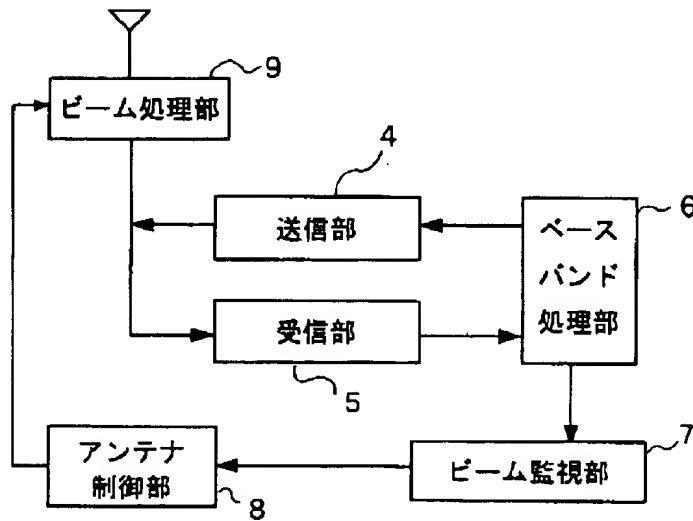 9
ビーム処理部
4
送信部
6
ベース
バンド
処理部
受信部
5
7
アンテナ
制御部
8
ビーム監視部